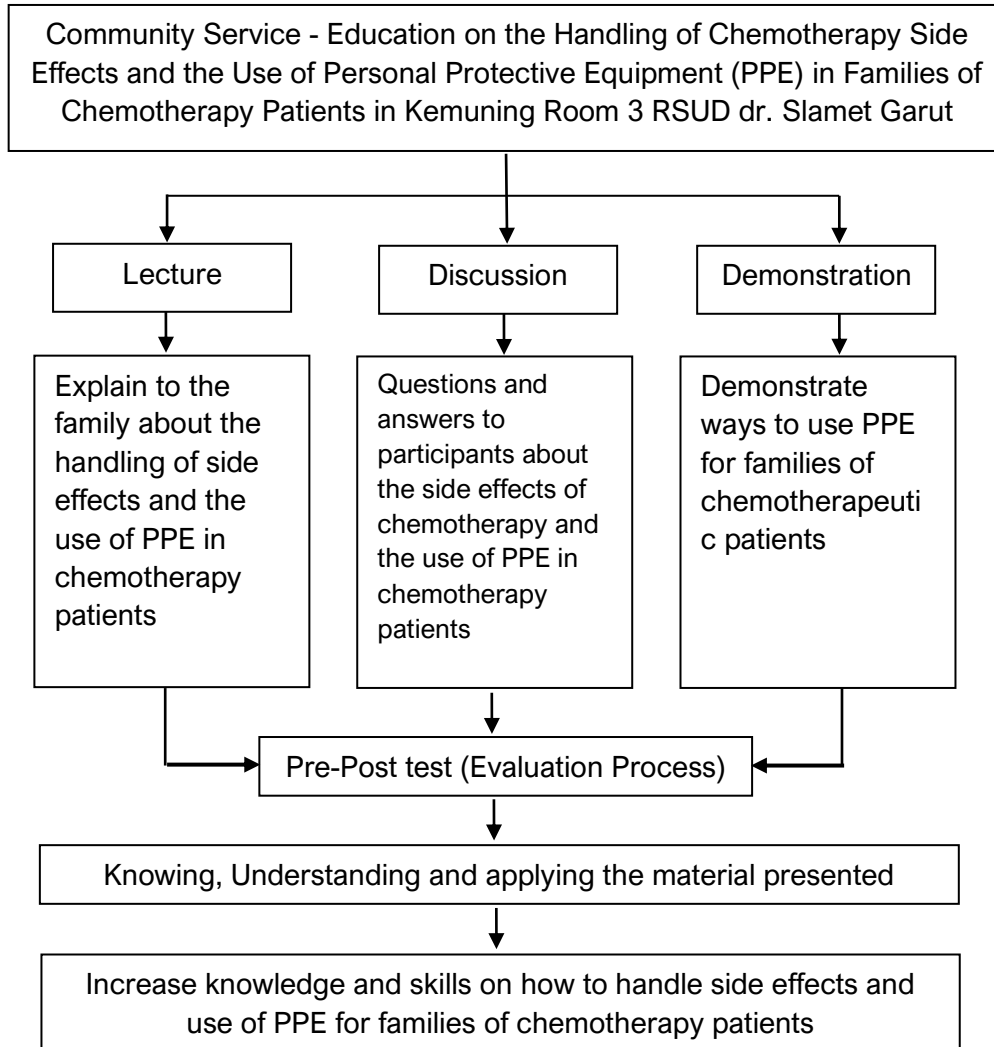 Community Service - Education on the Handling of Chemotherapy Side
Effects and the Use of Personal Protective Equipment (PPE) in Families of
Chemotherapy Patients in Kemuning Room 3 RSUD dr. Slamet Garut
Lecture
Discussion
Demonstration
Explain to the
family about the
handling of side
effects and the
use of PPE in
chemotherapy
patients
Questions and
answers to
participants about
the side effects of
chemotherapy and
the use of PPE in
chemotherapy
patients
Demonstrate
ways to use PPE
for families of
chemotherapeuti
c patients
Pre-Post test (Evaluation Process)
Knowing, Understanding and applying the material presented
Increase knowledge and skills on how to handle side effects and
use of PPE for families of chemotherapy patients